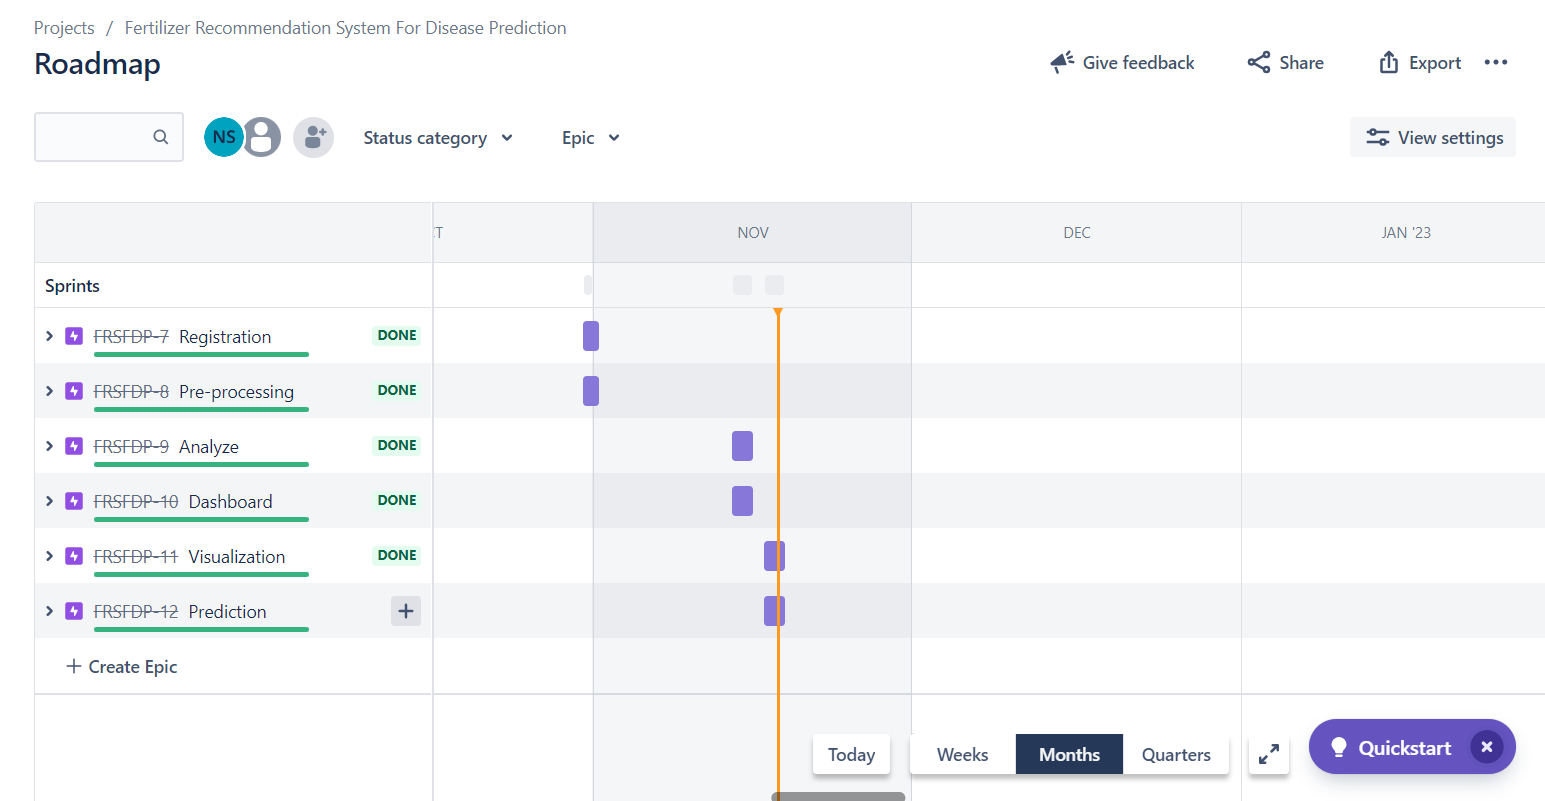 Projects / Fertilizer Recommendation System For Disease Prediction
Roadmap
Give feedback
Share
Export
NS
Status category
Epic
View settings
NOV
DEC
JAN '23
Sprints
FRSFDP-7 Registration DONE
FRSFDP-8 Pre-processing DONE
FRSFDP-9 Analyze DONE
FRSFDP-10 Dashboard DONE
FRSFDP-11 Visualization DONE
FRSFDP-12 Prediction
+ Create Epic
Today
Weeks
Months
Quarters
Quickstart